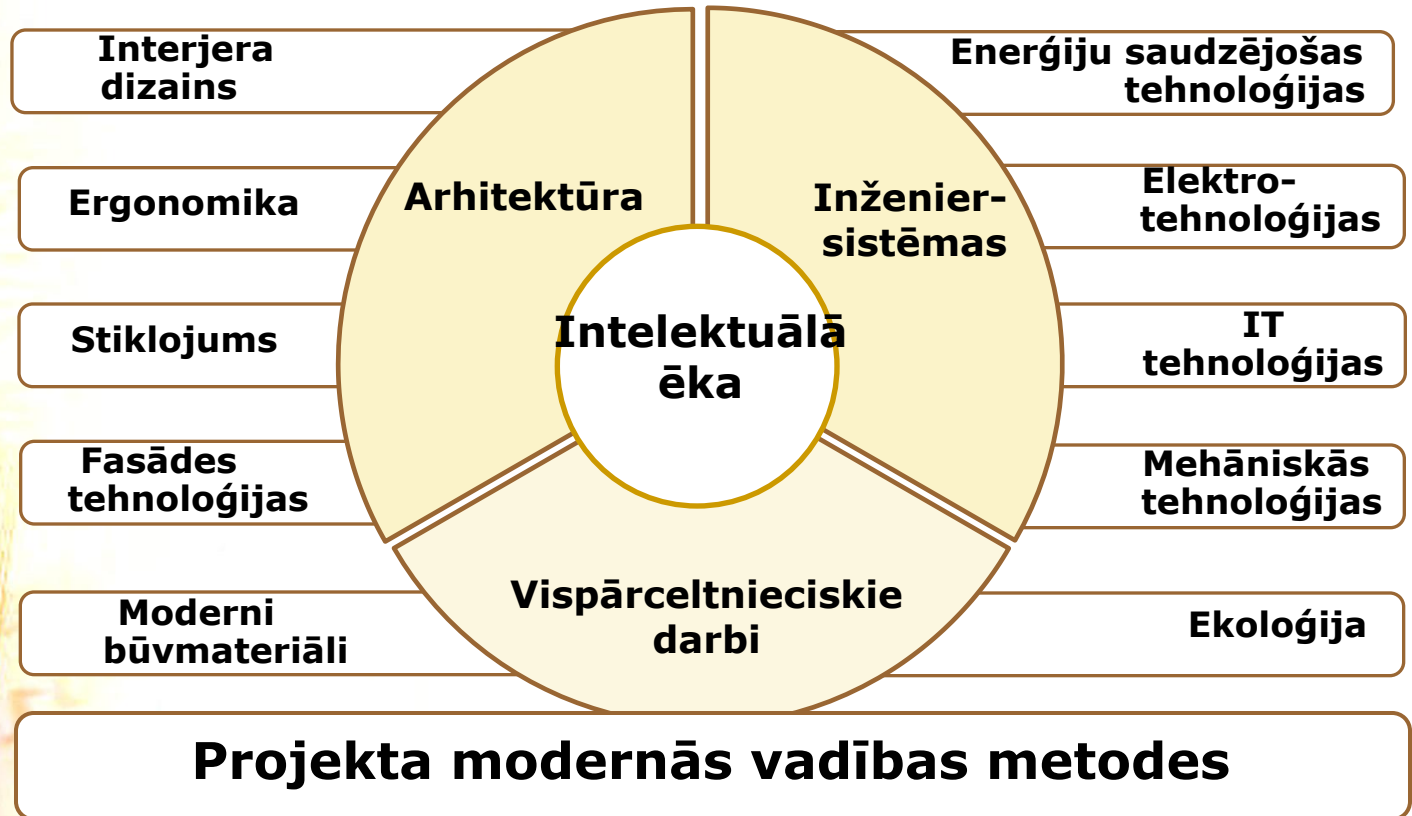 Interjera
dizains
Ergonomika
Stiklojums
Fasādes
tehnoloģijas
Moderni
būvmateriāli
Arhitektūra
Inženier-
sistēmas
Intelektuālā
ēka
Vispārceltnieciskie
darbi
Enerģiju saudzējošas
tehnoloģijas
Elektro-
tehnoloģijas
IT
tehnoloģijas
Mehāniskās
tehnoloģijas
Ekoloģija
Projekta modernās vadības metodes